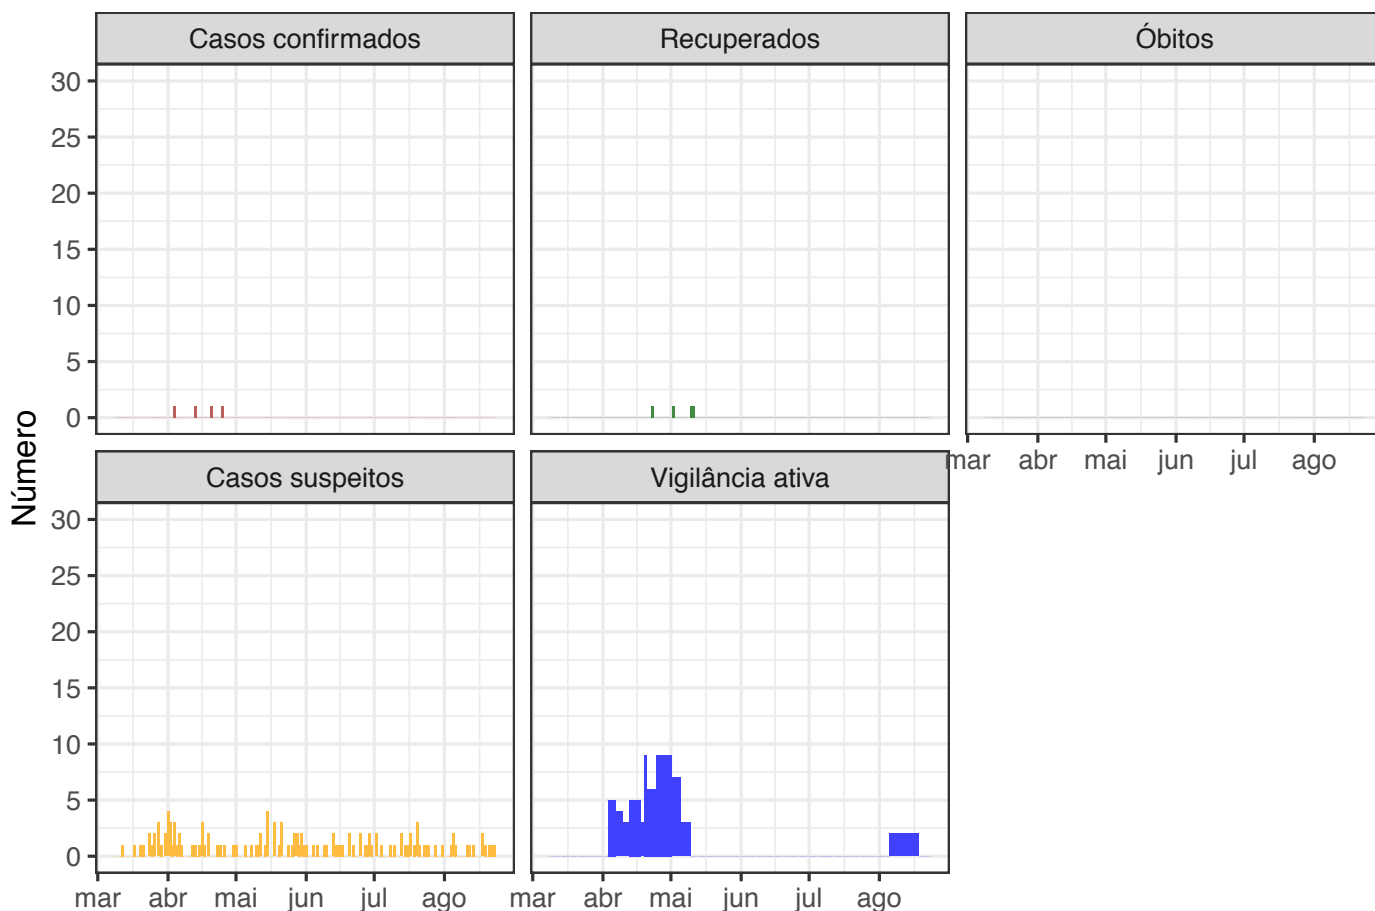 Casos confirmados
Recuperados
Óbitos
30
25
20
15
10
5
0
mar abr mai jun jul ago
Número
Casos suspeitos
Vigilância ativa
30
25
20
15
10
5
0
mar abr mai jun jul ago
mar abr mai jun jul ago